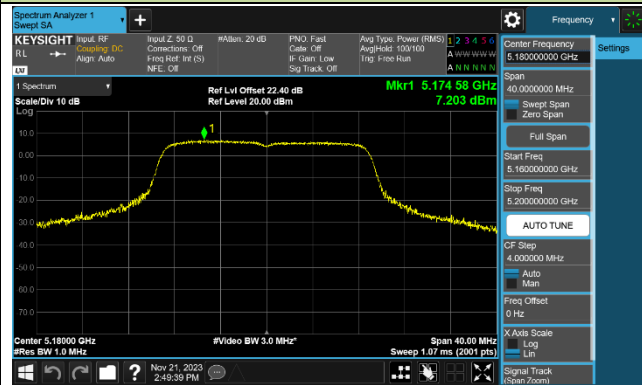 Spectrum Analyzer 1
Swept SA
Frequency
KEYSIGHT
RL
Input: RF
Coupling: DC
Align: Auto
Input Z: 50 Ω
Corrections: Off
Freq Ref: Int (S)
NFE: Off
#Atten: 20 dB
PNO: Fast
Gate: Off
IF Gain: Low
Sig Track: Off
Avg Type: Power (RMS)
Avg|Hold: 100/100
Trig: Free Run
1 2 3 4 5 6
A W W W W W
A N N N N N
1 Spectrum
Scale/Div 10 dB
Log
Ref Lvl Offset 22.40 dB
Ref Level 20.00 dBm
Mkr1 5.174 58 GHz
7.203 dBm
1
10.0
0.00
-10.0
-20.0
-30.0
-40.0
-50.0
-60.0
-70.0
Center 5.18000 GHz
#Res BW 1.0 MHz
#Video BW 3.0 MHz*
Span 40.00 MHz
Sweep 1.07 ms (2001 pts)
Nov 21, 2023
2:49:39 PM
Center Frequency
5.180000000 GHz
Settings
Span
40.0000000 MHz
Swept Span
Zero Span
Full Span
Start Freq
5.160000000 GHz
Stop Freq
5.200000000 GHz
AUTO TUNE
CF Step
4.000000 MHz
Auto
Man
Freq Offset
0 Hz
X Axis Scale
Log
Lin
Signal Track
(Span Zoom)